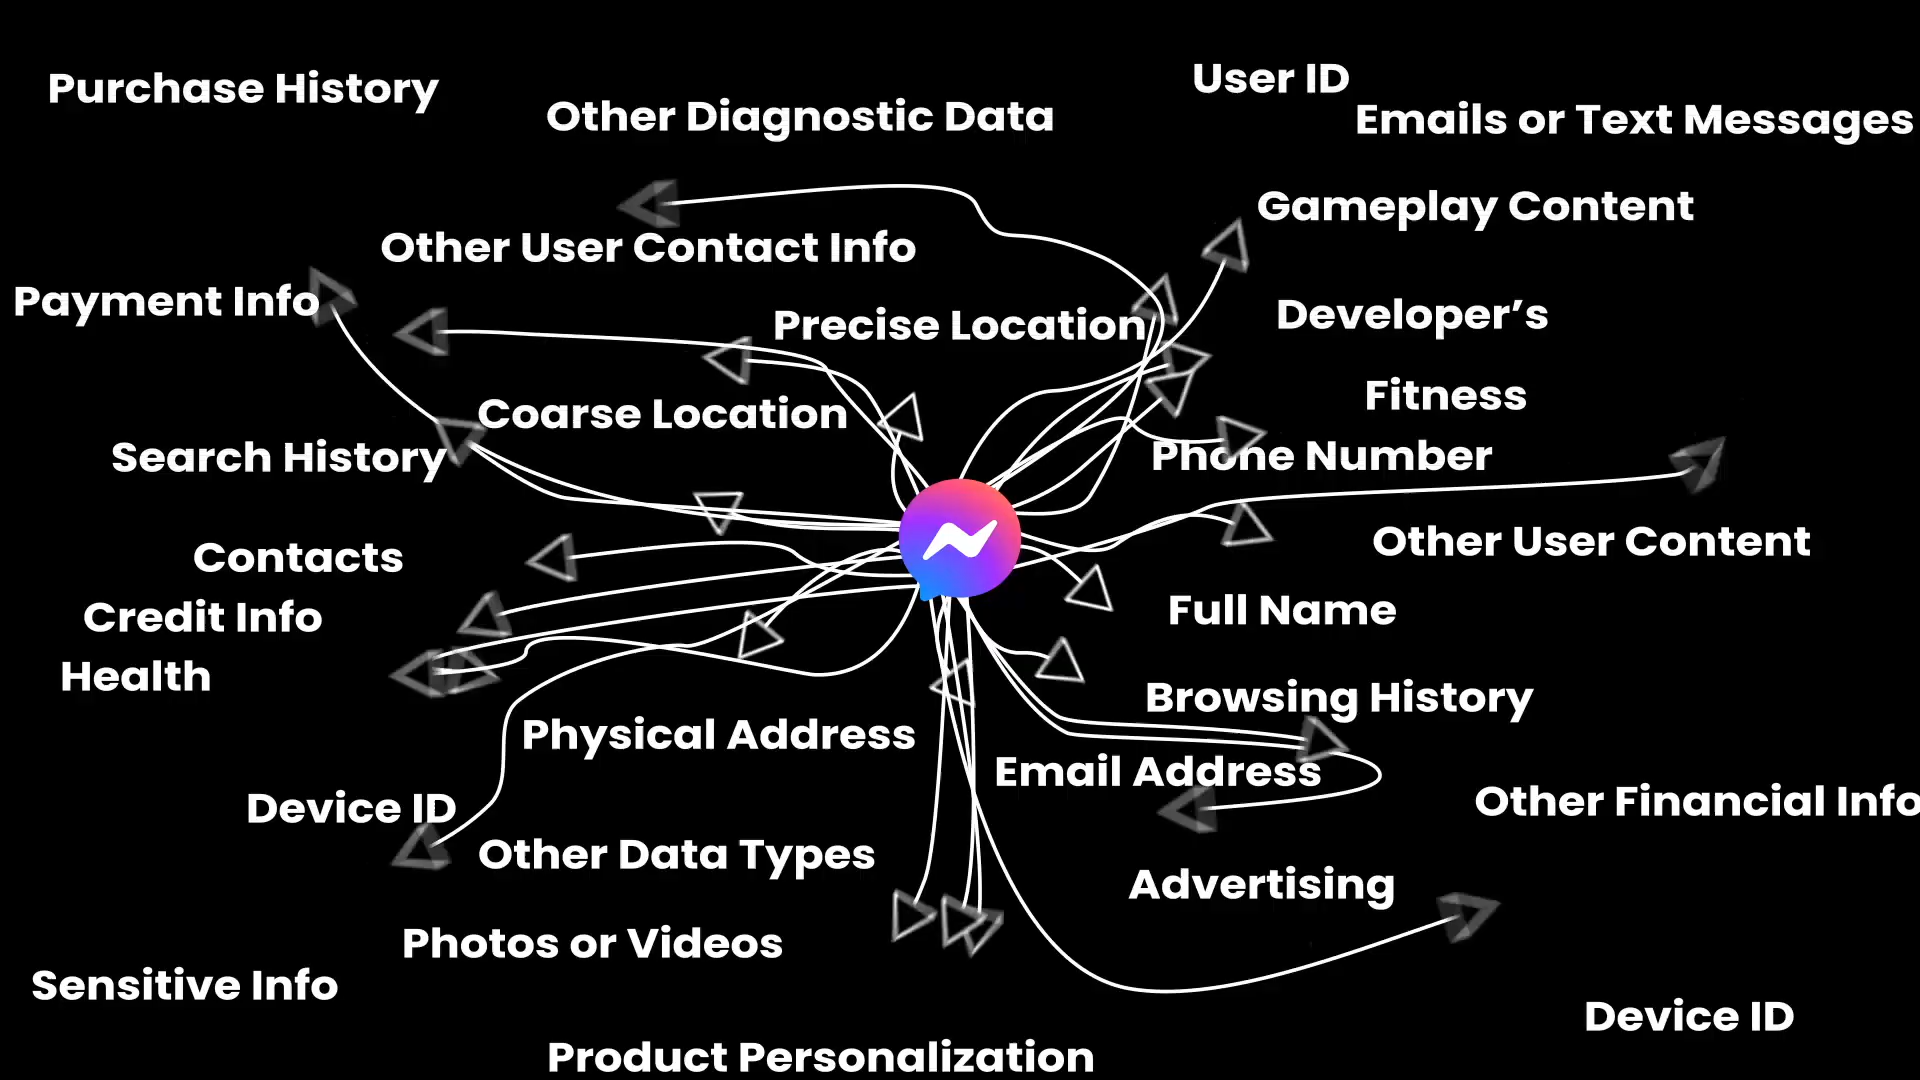 User ID
Purchase History
Other Diagnostic Data
Emails or Text Messages
Gameplay Content
Other User Contact Info
Payment Info
Precise Location
Developer’s
Fitness
Coarse Location
Search History
Phone Number
Other User Content
Contacts
Full Name
Credit Info
Health
Browsing History
Physical Address
Email Address
Other Financial Info
Device ID
Other Data Types
Advertising
Photos or Videos
Sensitive Info
Device ID
Product Personalization